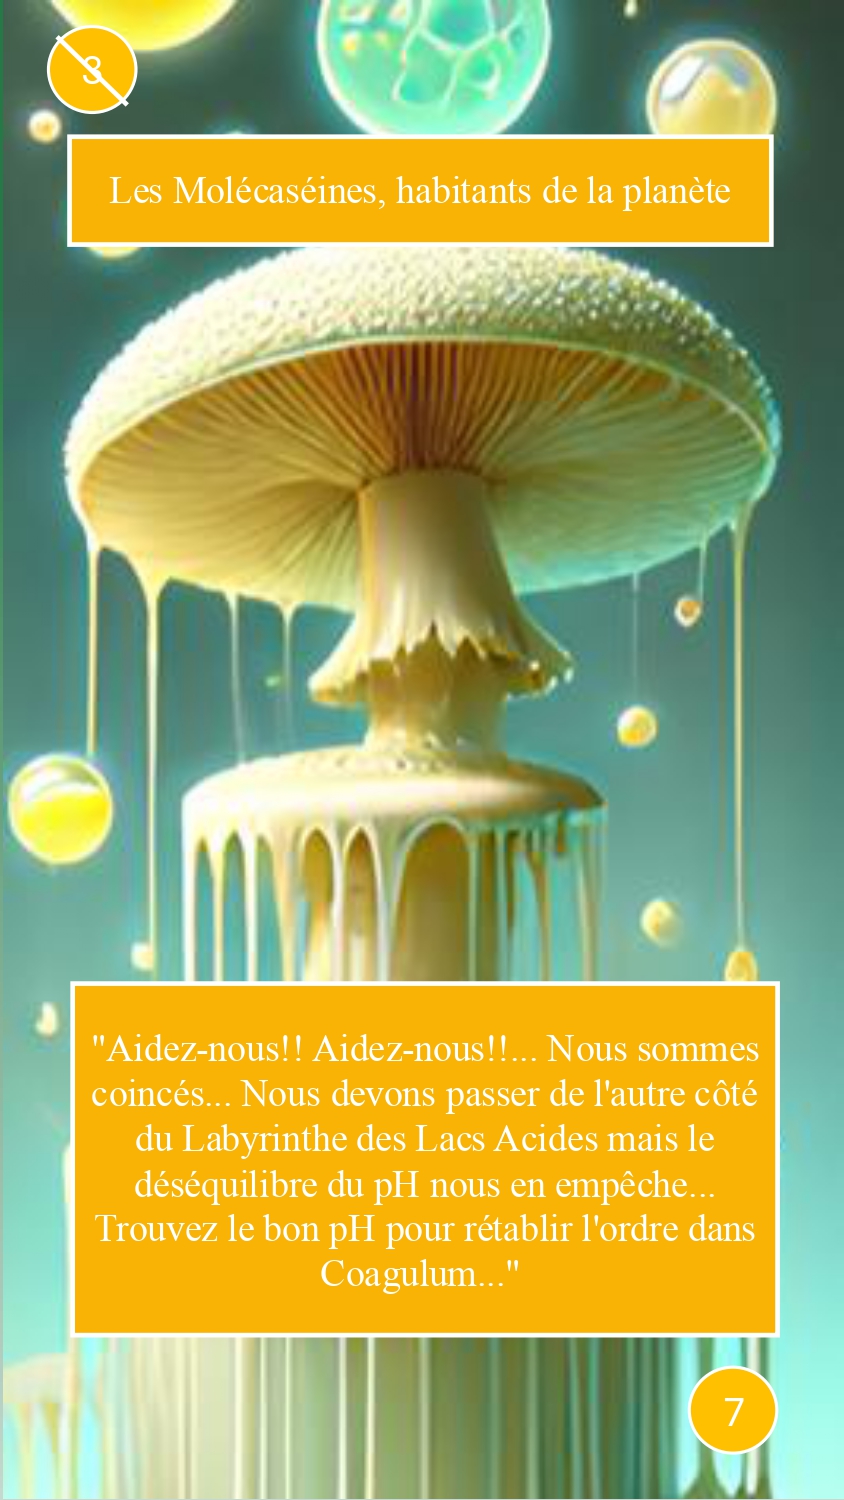 3
Les Molécaséines, habitants de la planète
"Aidez-nous!! Aidez-nous!!... Nous sommes
coincés... Nous devons passer de l'autre côté
du Labyrinthe des Lacs Acides mais le
déséquilibre du pH nous en empêche...
Trouvez le bon pH pour rétablir l'ordre dans
Coagulum..."
7